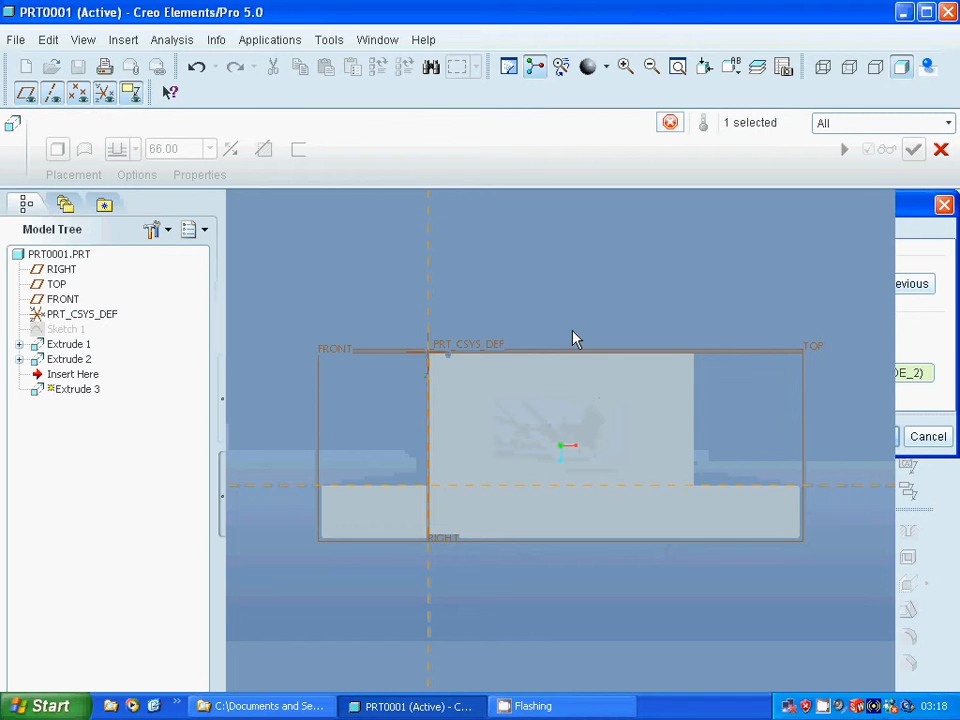 PRT0001 (Active) - Creo Elements/Pro 5.0
File Edit View Insert Analysis Info Applications Tools Window Help
1 selected
All
66.00
Placement Options Properties
Model Tree
PRT0001.PRT
RIGHT
TOP
FRONT
PRT_CSYS_DEF
Sketch 1
Extrude 1
Extrude 2
Insert Here
Extrude 3
FRONT
PRT_CSYS_DEF
TOP
RIGHT
evious
DE_2)
Cancel
Start
C:\Documents and Se...
PRT0001 (Active) - C...
Flashing
03:18